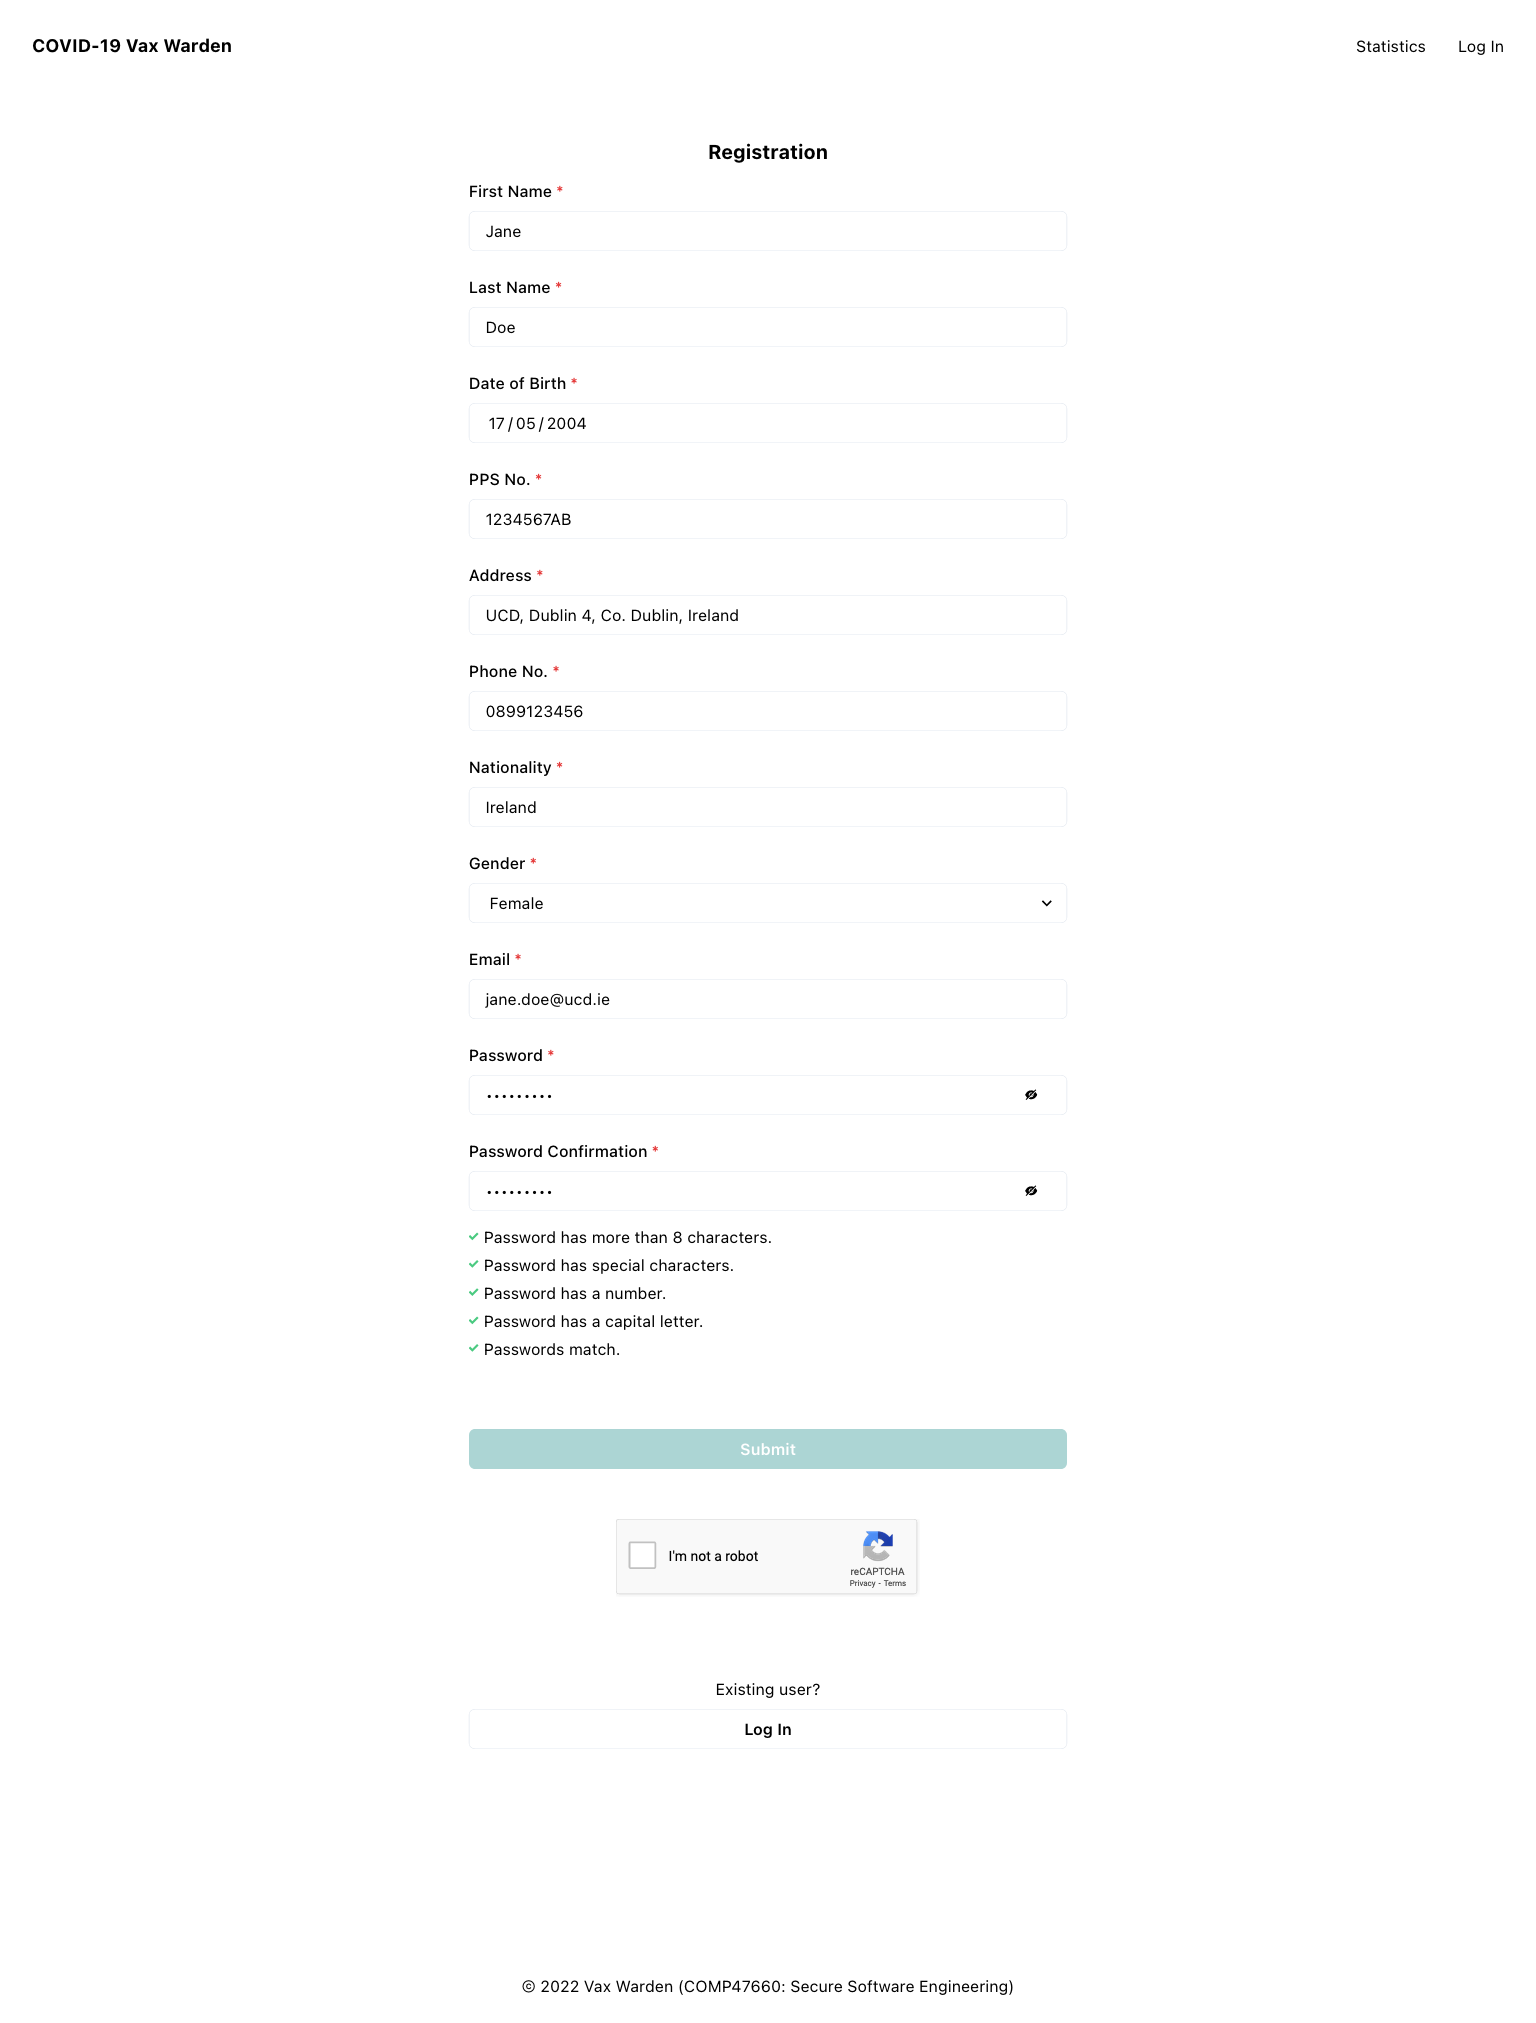 COVID-19 Vax Warden
Statistics
Log In
Registration
First Name *
Jane
Last Name *
Doe
Date of Birth *
17/05/2004
PPS No. *
1234567AB
Address *
UCD, Dublin 4, Co. Dublin, Ireland
Phone No. *
0899123456
Nationality *
Ireland
Gender *
Female
Email *
jane.doe@ucd.ie
Password *
•••••••••
Password Confirmation *
•••••••••
Password has more than 8 characters.
Password has special characters.
Password has a number.
Password has a capital letter.
Passwords match.
Submit
I'm not a robot
reCAPTCHA
Privacy - Terms
Existing user?
Log In
© 2022 Vax Warden (COMP47660: Secure Software Engineering)